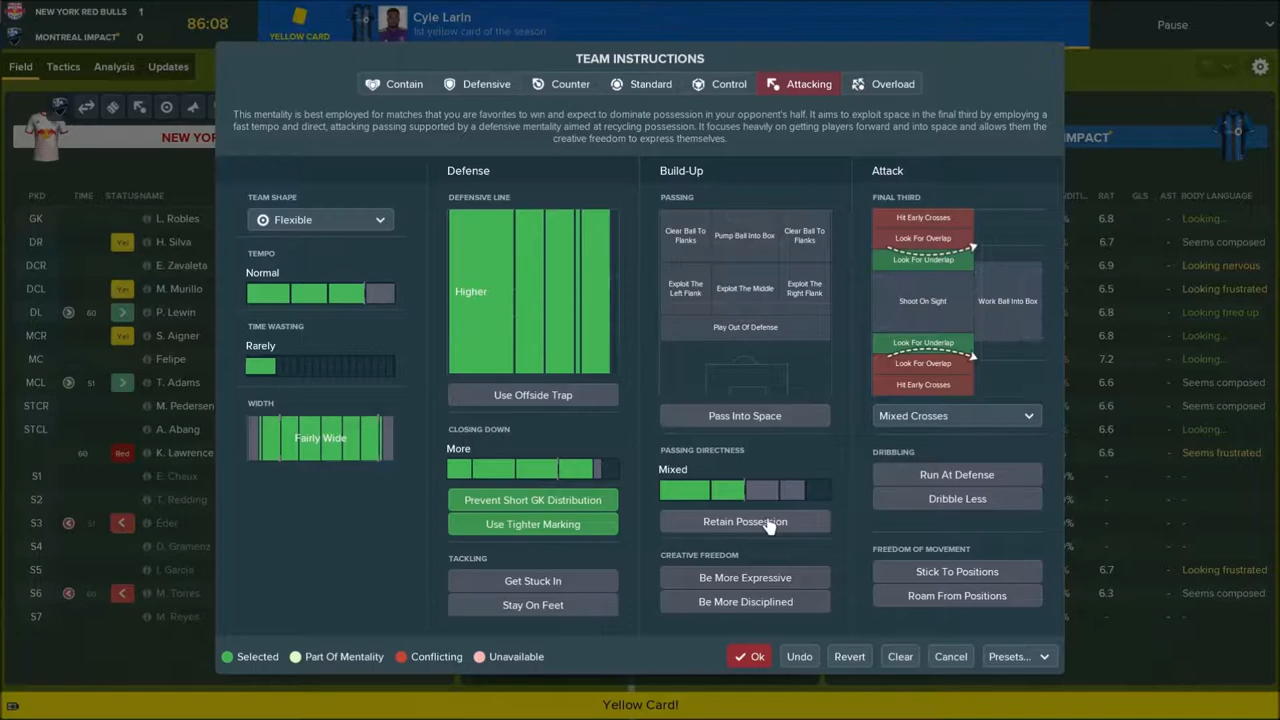 NEW YORK RED BULLS 1
MONTREAL IMPACT 0
86:08
YELLOW CARD
Cyle Larin
1st yellow card of the season
Pause
Field Tactics Analysis Updates
TEAM INSTRUCTIONS
Contain Defensive Counter Standard Control Attacking Overload
This mentality is best employed for matches that you are favorites to win and expect to dominate possession in your opponent's half. It aims to exploit space in the final third by employing a
fast tempo and direct, attacking passing supported by a defensive mentality aimed at recycling possession. It focuses heavily on getting players forward and into space and allows them the
creative freedom to express themselves.
NEW YOR
IMPACT
TEAM SHAPE
Flexible
TEMPO
Normal
TIME WASTING
Rarely
WIDTH
Fairly Wide
Defense
DEFENSIVE LINE
Higher
Use Offside Trap
CLOSING DOWN
More
Prevent Short GK Distribution
Use Tighter Marking
TACKLING
Get Stuck In
Stay On Feet
Build-Up
PASSING
Clear Ball To Flanks
Pump Ball Into Box
Clear Ball To Flanks
Exploit The Left Flank
Exploit The Middle
Exploit The Right Flank
Play Out Of Defense
Pass Into Space
PASSING DIRECTNESS
Mixed
Retain Possession
CREATIVE FREEDOM
Be More Expressive
Be More Disciplined
Attack
FINAL THIRD
Hit Early Crosses
Look For Overlap
Look For Underlap
Shoot On Sight
Work Ball Into Box
Look For Underlap
Look For Overlap
Hit Early Crosses
Mixed Crosses
DRIBBLING
Run At Defense
Dribble Less
FREEDOM OF MOVEMENT
Stick To Positions
Roam From Positions
PKD TIME STATUS NAME
GK L. Robles
DR Yel H. Silva
DCR E. Zavaleta
DCL Yel M. Murillo
DL 60 P. Lewin
MCR Yel S. Aigner
MC Felipe
MCL 51 T. Adams
STCR M. Pedersen
STCL A. Abang
60 Red K. Lawrence
S1 E. Cheux
S2 T. Redding
S3 51 Eder
S4 D. Gramenz
S5 J. Garcia
S6 60 M. Torres
S7 M. Reyes
RAT GLS AST BODY LANGUAGE
6.8 - Looking...
6.7 - Seems composed
6.9 - Looking nervous
6.5 - Looking frustrated
6.8 - Looking fired up
6.8 - Looking...
7.2 - Looking...
6.6 - Seems composed
6.6 - Looking...
6.6 - Seems composed
6.6 - Seems frustrated
6.7 - Looking frustrated
6.3 - Seems composed
Selected Part Of Mentality Conflicting Unavailable
Ok Undo Revert Clear Cancel Presets...
Yellow Card!